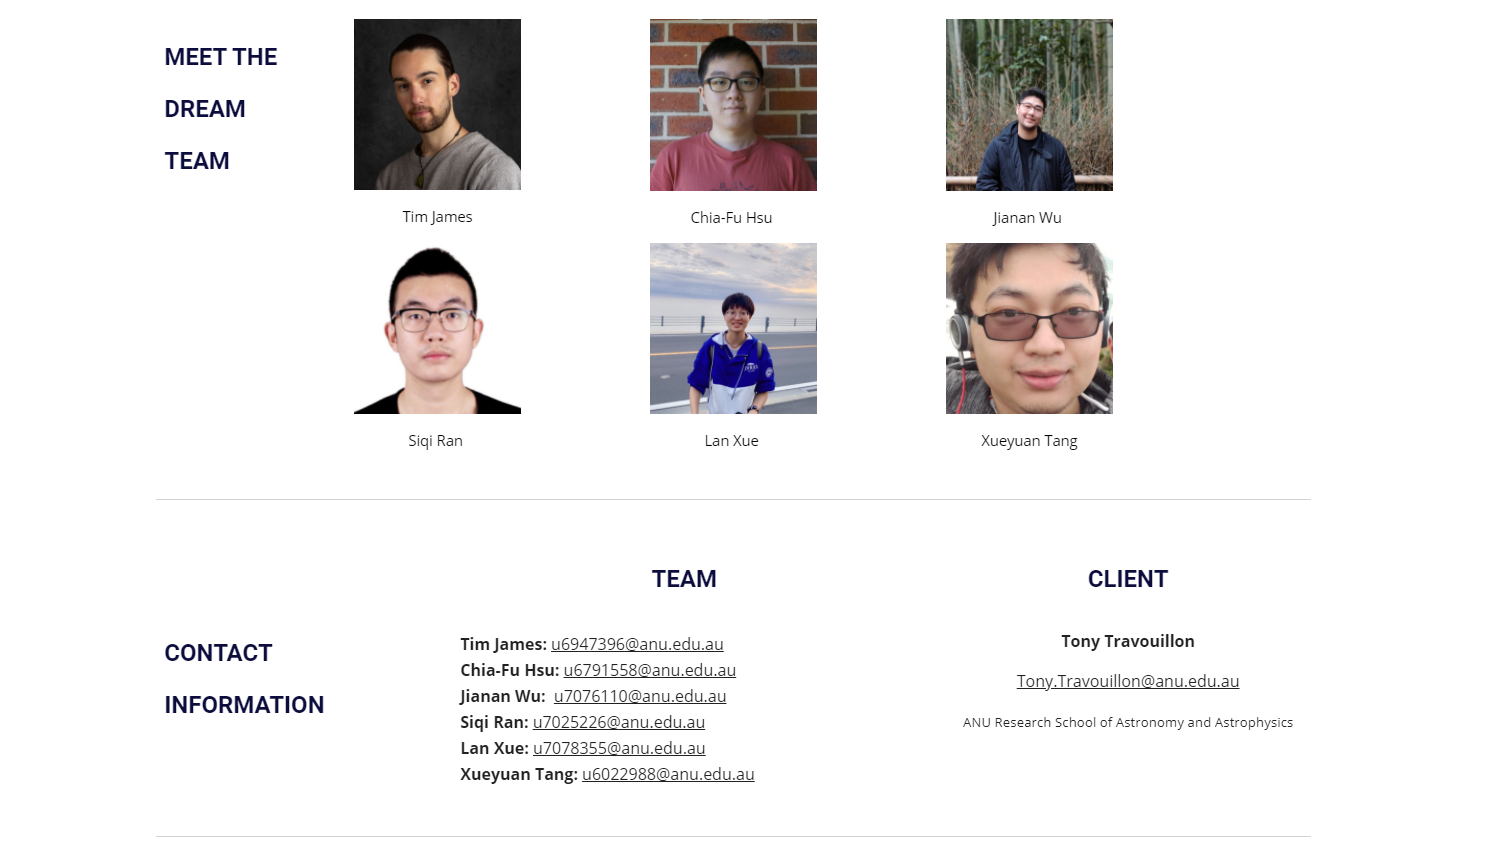 MEET THE
DREAM
TEAM
Tim James
Chia-Fu Hsu
Jianan Wu
Siqi Ran
Lan Xue
Xueyuan Tang
CONTACT
INFORMATION
TEAM
Tim James: u6947396@anu.edu.au
Chia-Fu Hsu: u6791558@anu.edu.au
Jianan Wu:  u7076110@anu.edu.au
Siqi Ran: u7025226@anu.edu.au
Lan Xue: u7078355@anu.edu.au
Xueyuan Tang: u6022988@anu.edu.au
CLIENT
Tony Travouillon
Tony.Travouillon@anu.edu.au
ANU Research School of Astronomy and Astrophysics